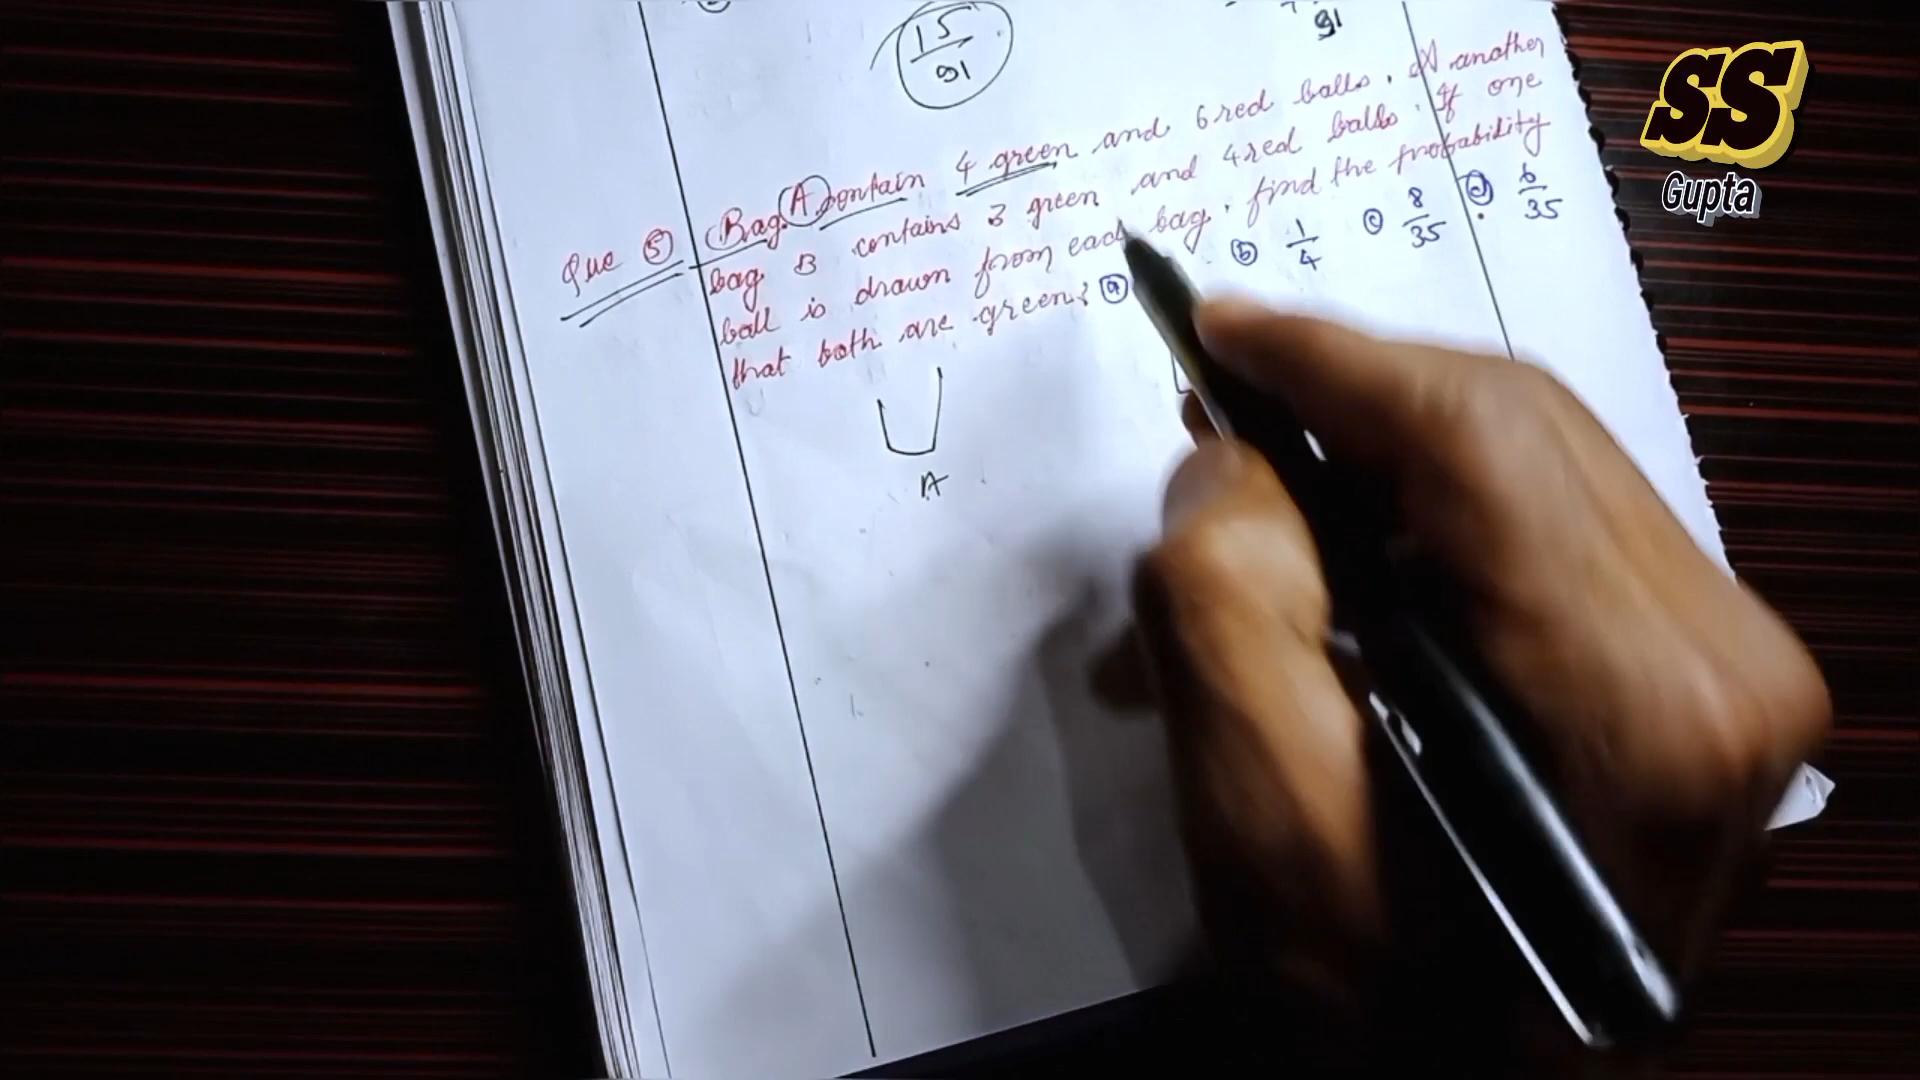 15
91
91
Que ⑤ Bag A contain 4 green and 6 red balls. A another
bag B contains 3 green and 4 red balls. If one
ball is drawn from each bag. find the probability
that both are green? ⓐ ⓑ 1/4 ⓒ 8/35 ⓓ 6/35
A
SS
Gupta